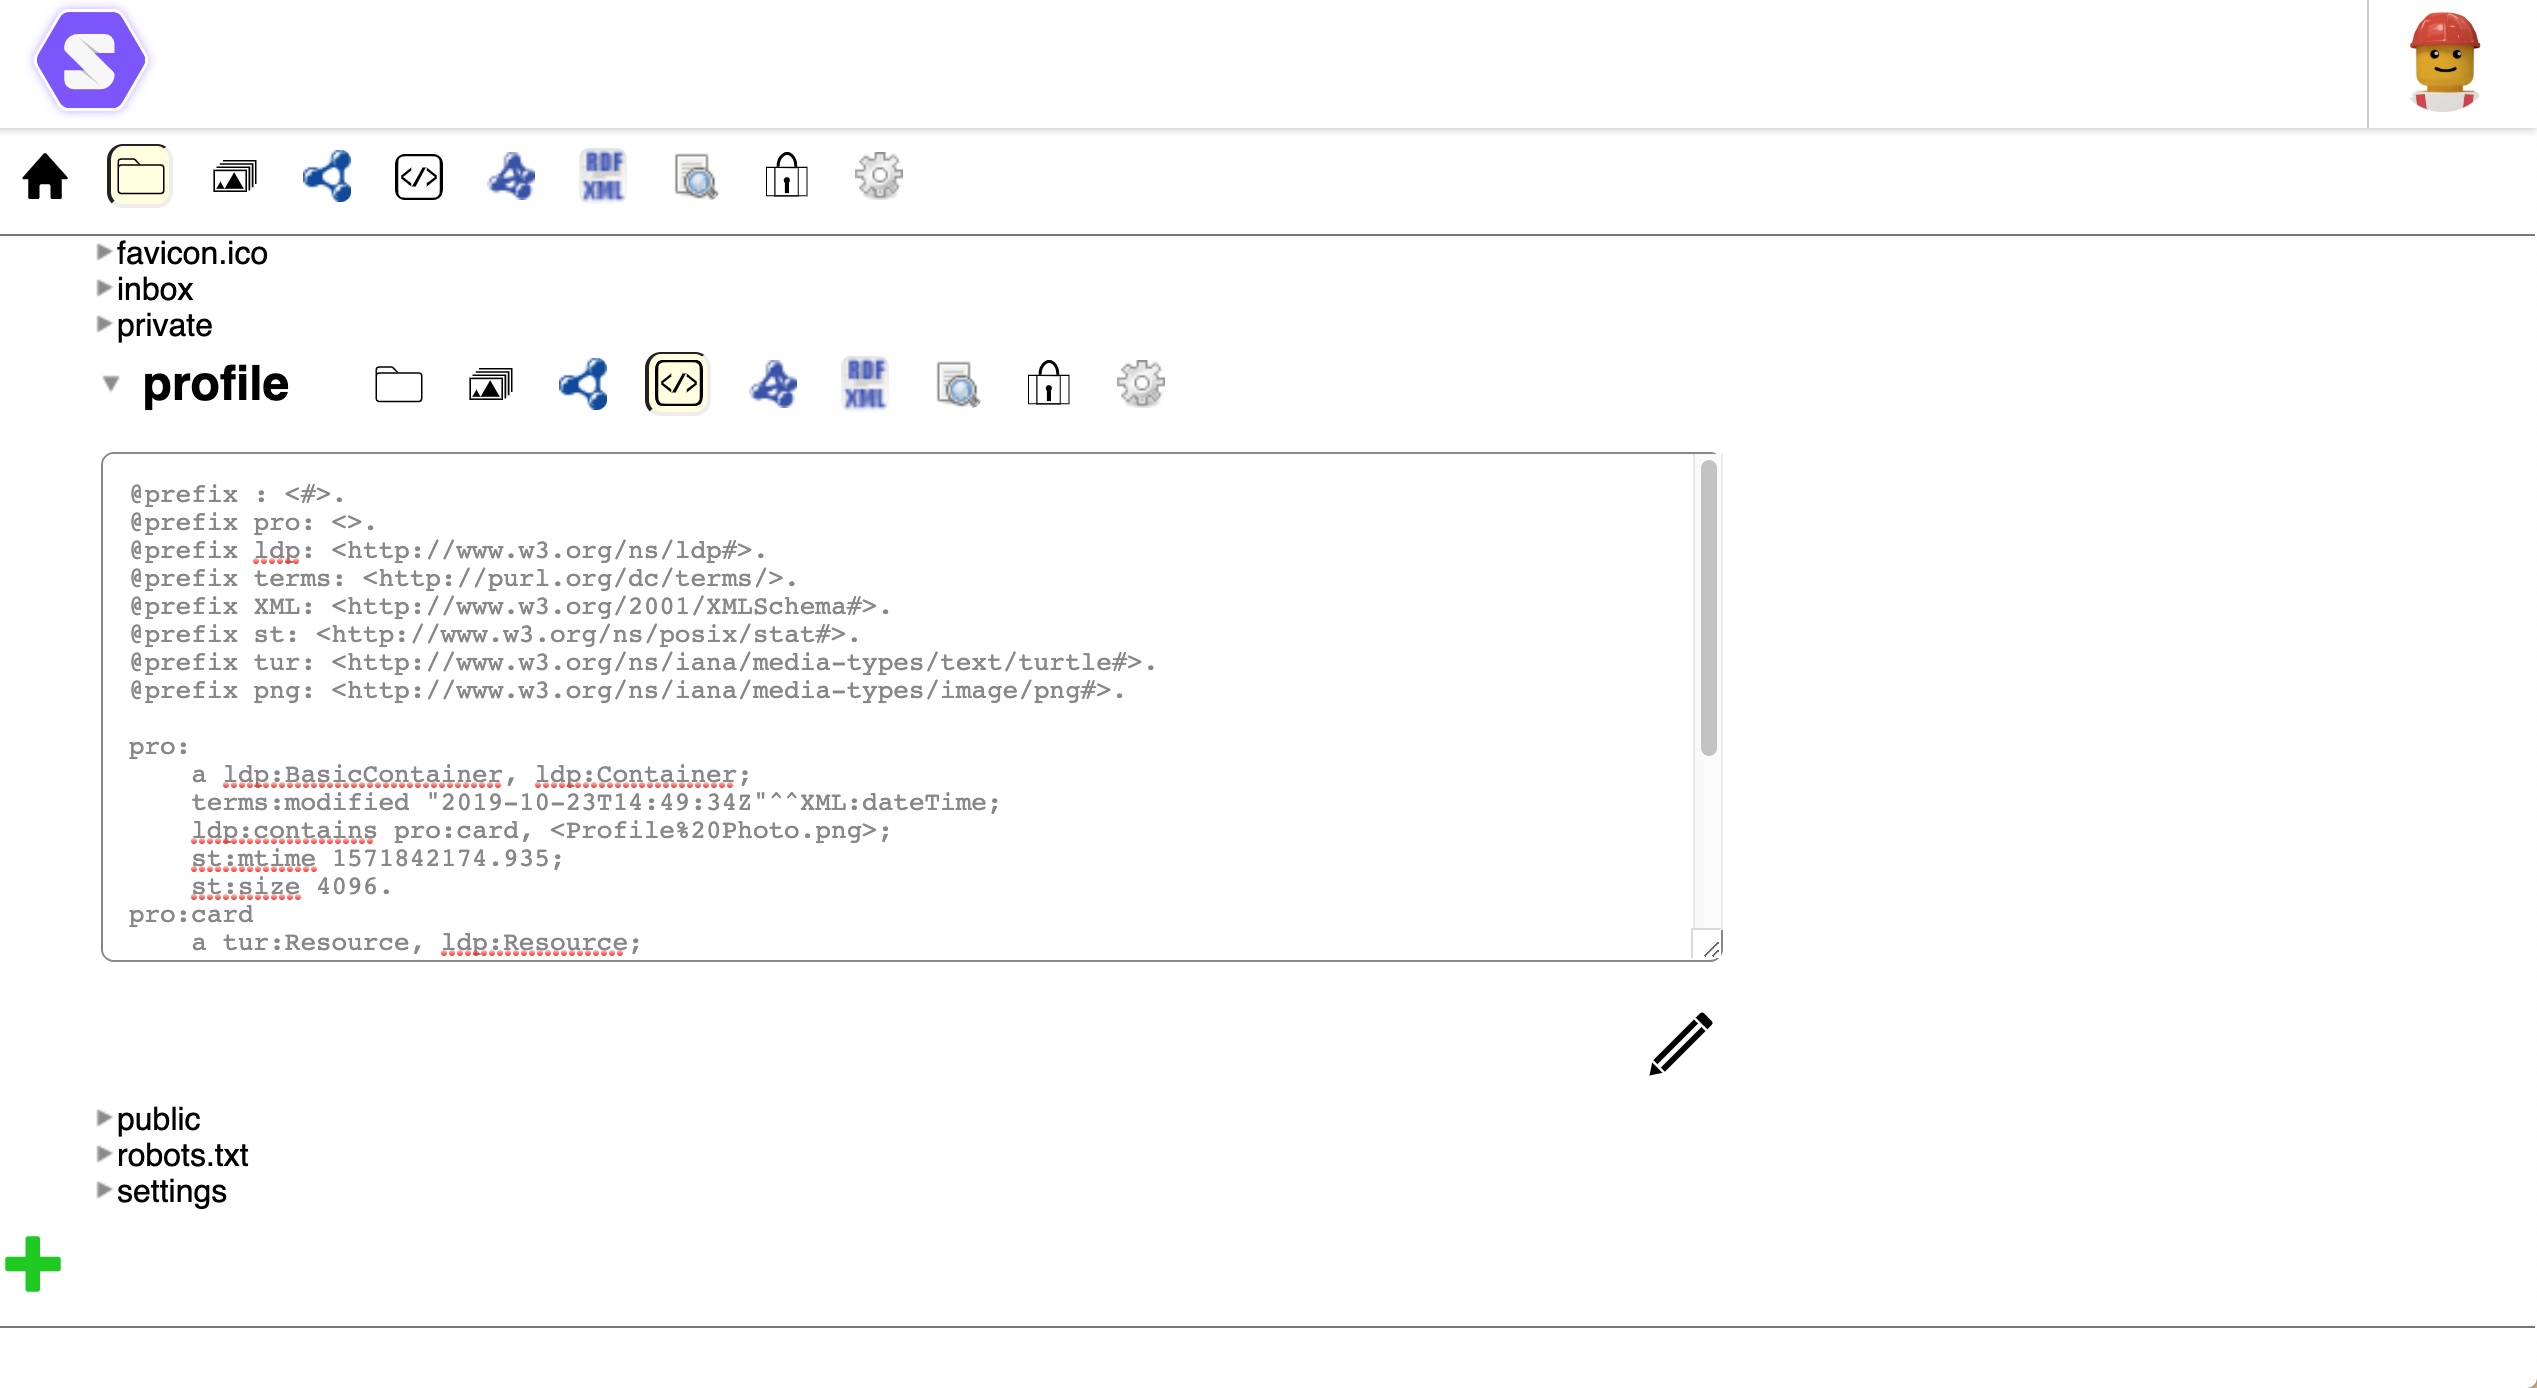 S
</>
RDF
XML
favicon.ico
inbox
private
profile
</>
RDF
XML
@prefix : <#>.
@prefix pro: <>.
@prefix ldp: <http://www.w3.org/ns/ldp#>.
@prefix terms: <http://purl.org/dc/terms/>.
@prefix XML: <http://www.w3.org/2001/XMLSchema#>.
@prefix st: <http://www.w3.org/ns/posix/stat#>.
@prefix tur: <http://www.w3.org/ns/iana/media-types/text/turtle#>.
@prefix png: <http://www.w3.org/ns/iana/media-types/image/png#>.
pro:
    a ldp:BasicContainer, ldp:Container;
    terms:modified "2019-10-23T14:49:34Z"^^XML:dateTime;
    ldp:contains pro:card, <Profile%20Photo.png>;
    st:mtime 1571842174.935;
    st:size 4096.
pro:card
    a tur:Resource, ldp:Resource;
public
robots.txt
settings